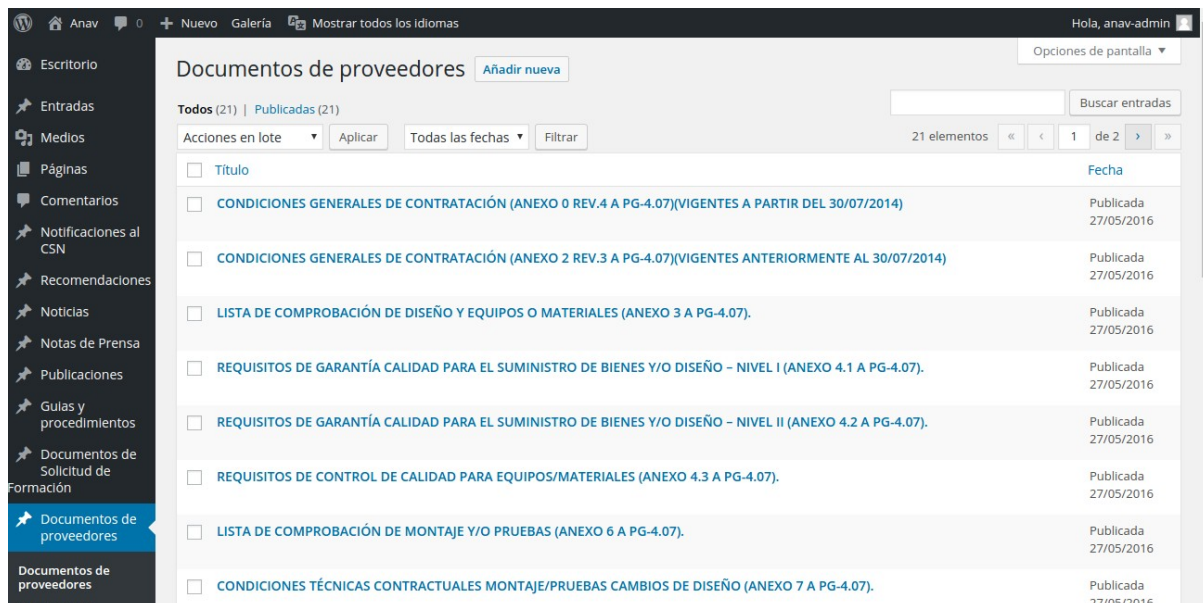 Anav 0 + Nuevo Galería Mostrar todos los idiomas Hola, anav-admin
Opciones de pantalla ▼
Escritorio
Entradas
Medios
Páginas
Comentarios
Notificaciones al
CSN
Recomendaciones
Noticias
Notas de Prensa
Publicaciones
Guias y
procedimientos
Documentos de
Solicitud de
Formación
Documentos de
proveedores
Documentos de
proveedores
Documentos de proveedores Añadir nueva
Todos (21) | Publicadas (21)
Buscar entradas
Acciones en lote ▼ Aplicar Todas las fechas ▼ Filtrar 21 elementos « ‹ 1 de 2 › »
Título Fecha
CONDICIONES GENERALES DE CONTRATACIÓN (ANEXO 0 REV.4 A PG-4.07)(VIGENTES A PARTIR DEL 30/07/2014) Publicada
27/05/2016
CONDICIONES GENERALES DE CONTRATACIÓN (ANEXO 2 REV.3 A PG-4.07)(VIGENTES ANTERIORMENTE AL 30/07/2014) Publicada
27/05/2016
LISTA DE COMPROBACIÓN DE DISEÑO Y EQUIPOS O MATERIALES (ANEXO 3 A PG-4.07). Publicada
27/05/2016
REQUISITOS DE GARANTÍA CALIDAD PARA EL SUMINISTRO DE BIENES Y/O DISEÑO – NIVEL I (ANEXO 4.1 A PG-4.07). Publicada
27/05/2016
REQUISITOS DE GARANTÍA CALIDAD PARA EL SUMINISTRO DE BIENES Y/O DISEÑO – NIVEL II (ANEXO 4.2 A PG-4.07). Publicada
27/05/2016
REQUISITOS DE CONTROL DE CALIDAD PARA EQUIPOS/MATERIALES (ANEXO 4.3 A PG-4.07). Publicada
27/05/2016
LISTA DE COMPROBACIÓN DE MONTAJE Y/O PRUEBAS (ANEXO 6 A PG-4.07). Publicada
27/05/2016
CONDICIONES TÉCNICAS CONTRACTUALES MONTAJE/PRUEBAS CAMBIOS DE DISEÑO (ANEXO 7 A PG-4.07). Publicada
27/05/2016